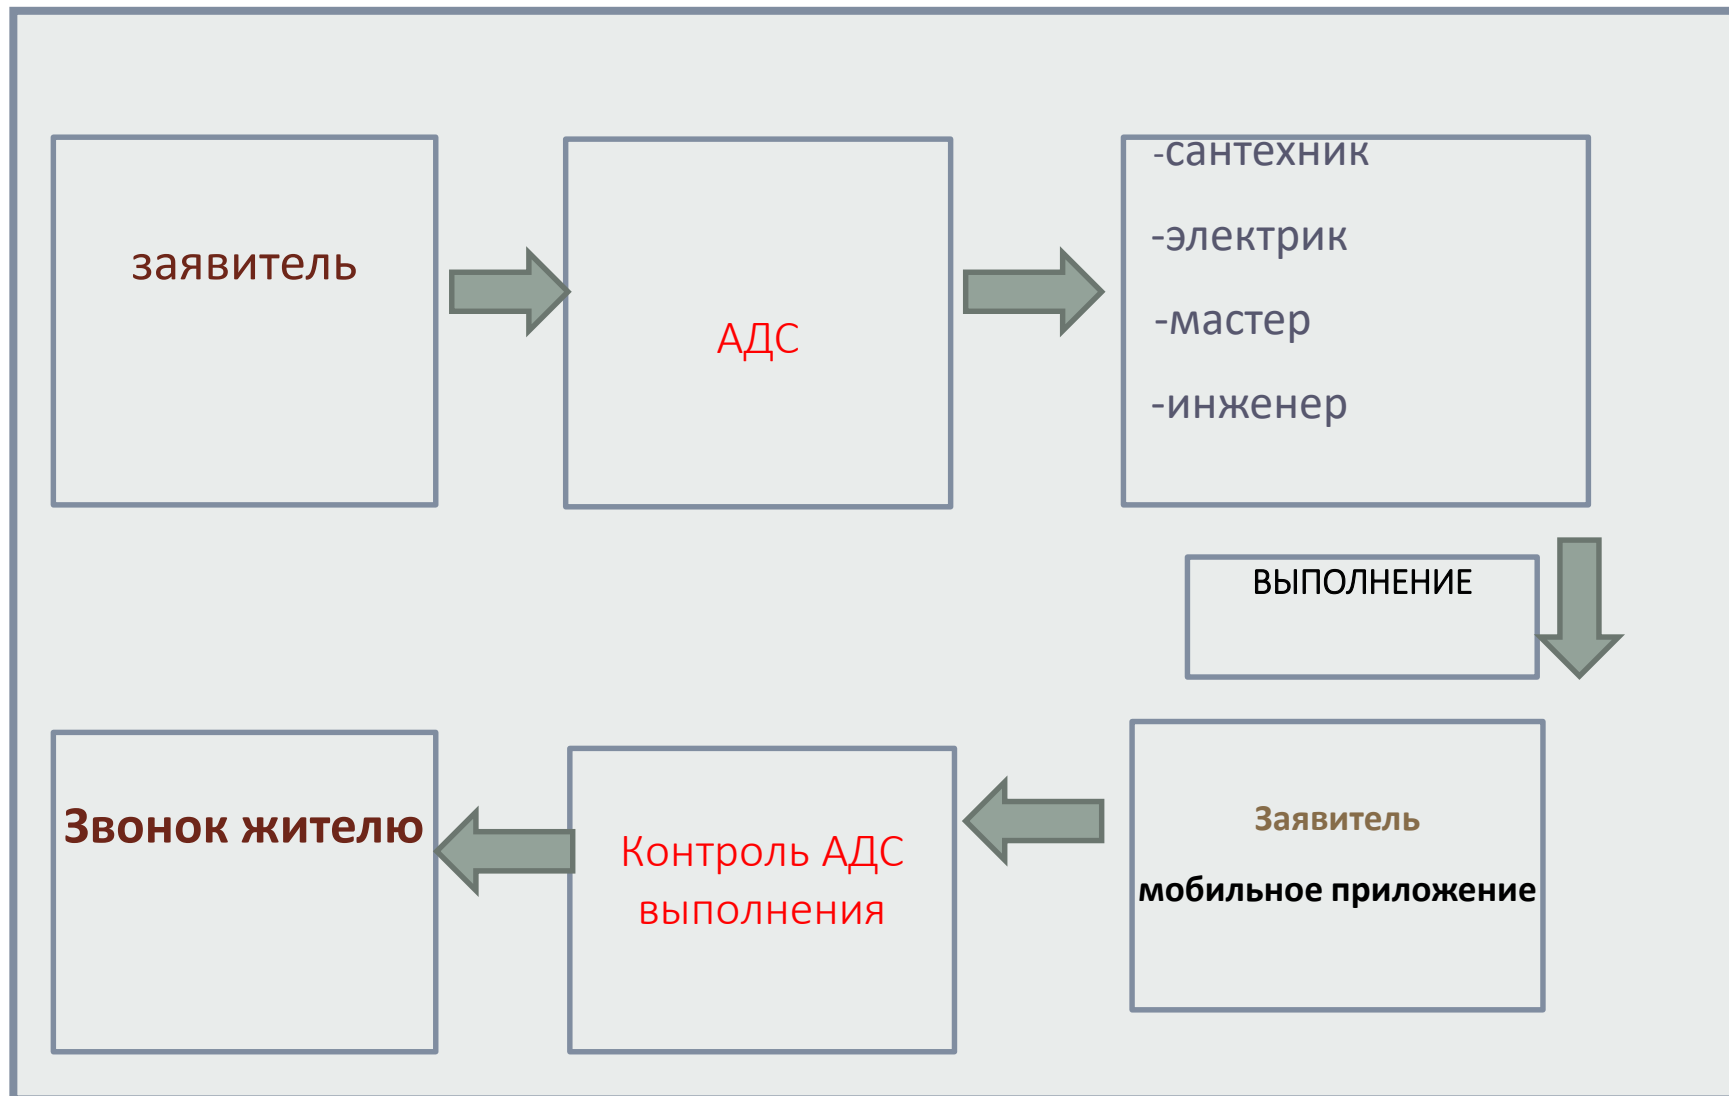 заявитель
АДС
-сантехник
-электрик
-мастер
-инженер
ВЫПОЛНЕНИЕ
Заявитель
мобильное приложение
Контроль АДС
выполнения
Звонок жителю